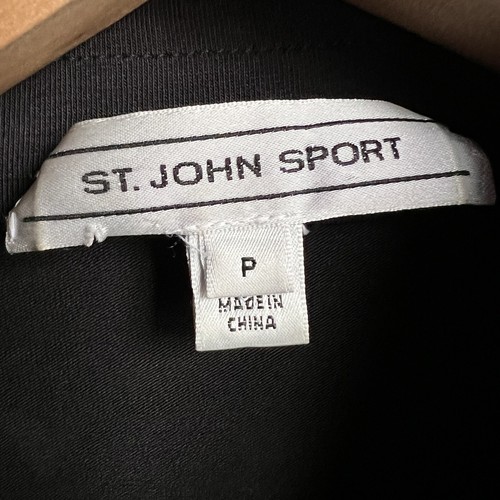 ST. JOHN SPORT
P
MADE IN
CHINA